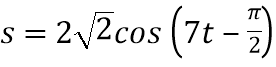 s = 2√2cos (7t − π/2)